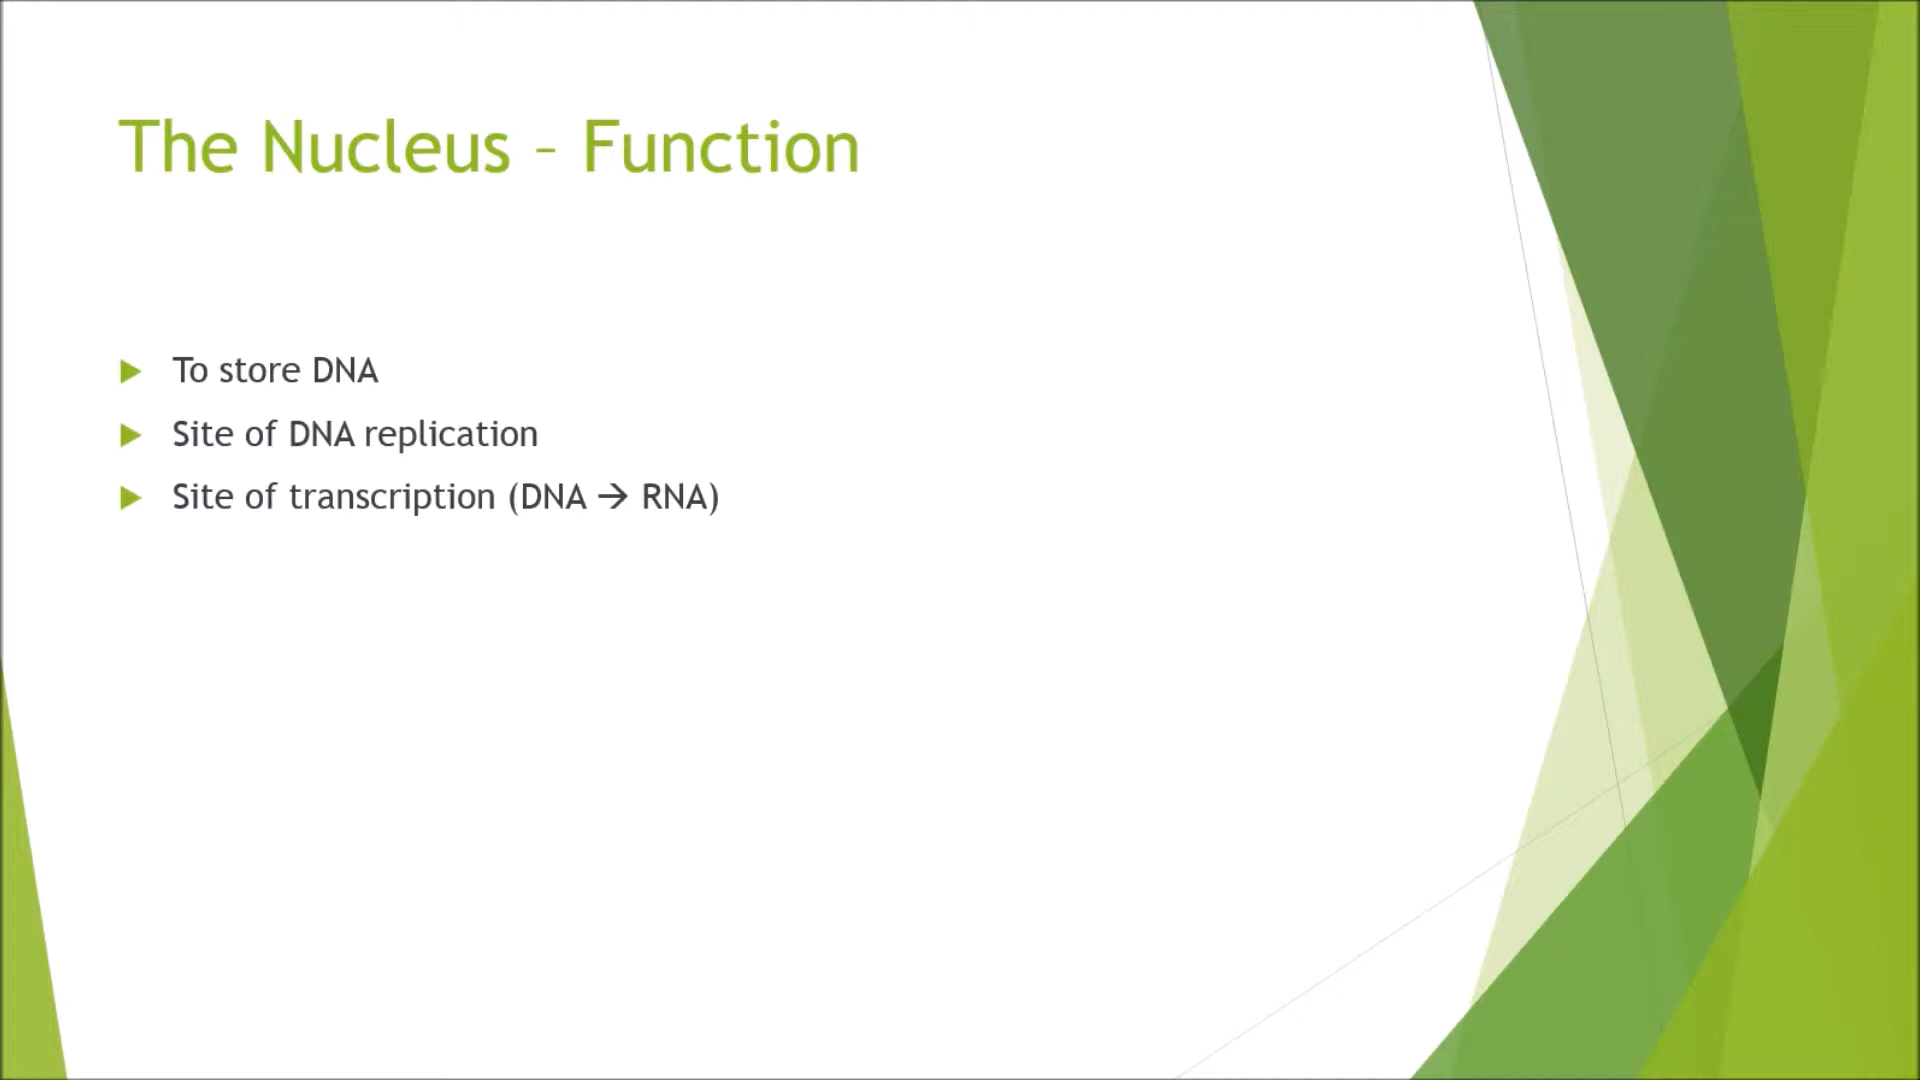 The Nucleus – Function
To store DNA
Site of DNA replication
Site of transcription (DNA → RNA)